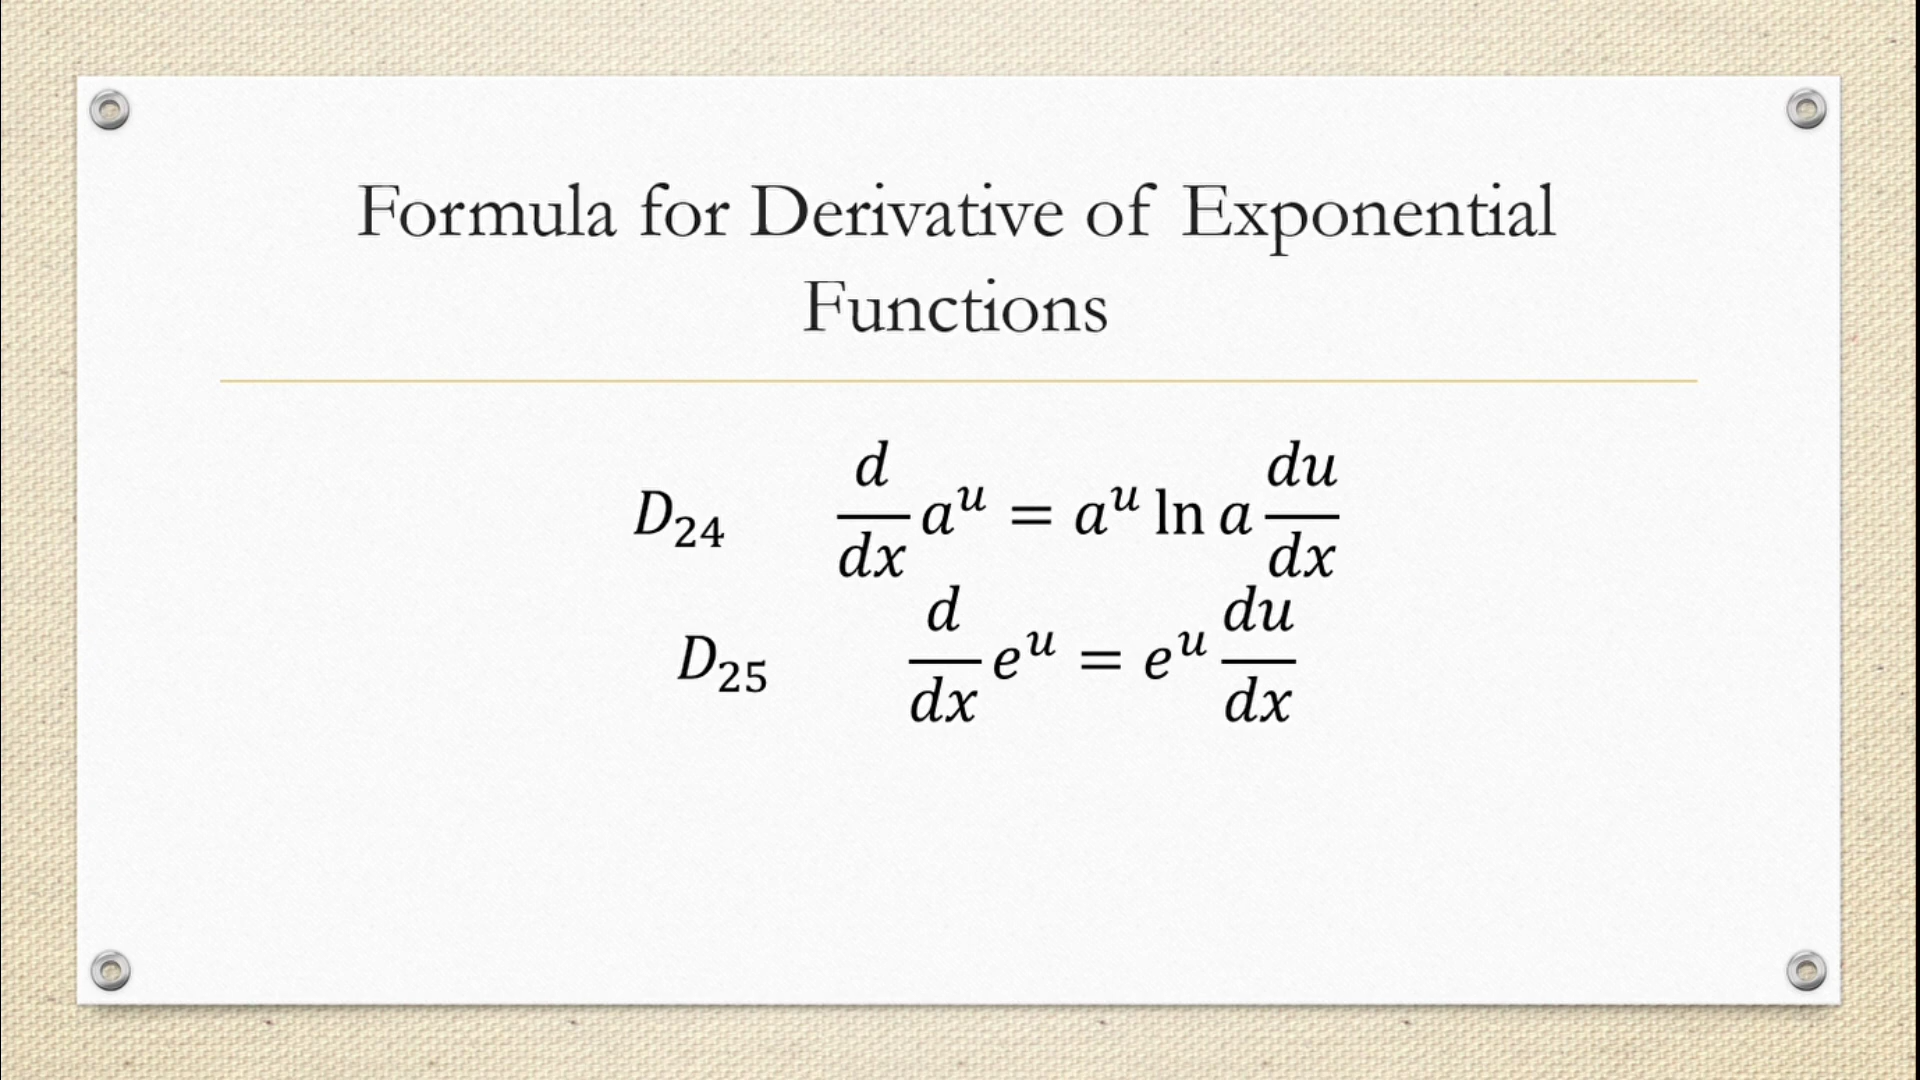 Formula for Derivative of Exponential
Functions
D₂₄ d/dx aᵘ = aᵘ ln a du/dx
D₂₅ d/dx eᵘ = eᵘ du/dx